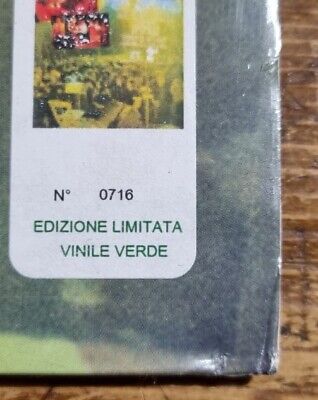 N° 0716
EDIZIONE LIMITATA
VINILE VERDE